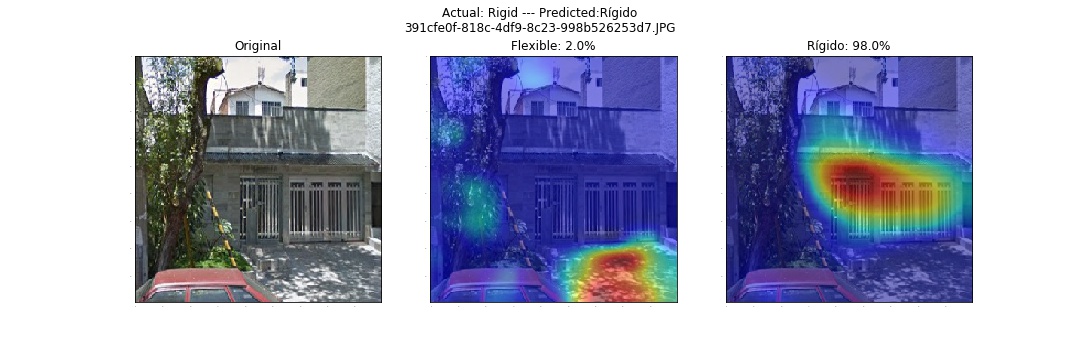 Actual: Rigid --- Predicted:Rígido
391cfe0f-818c-4df9-8c23-998b526253d7.JPG
Original
Flexible: 2.0%
Rígido: 98.0%